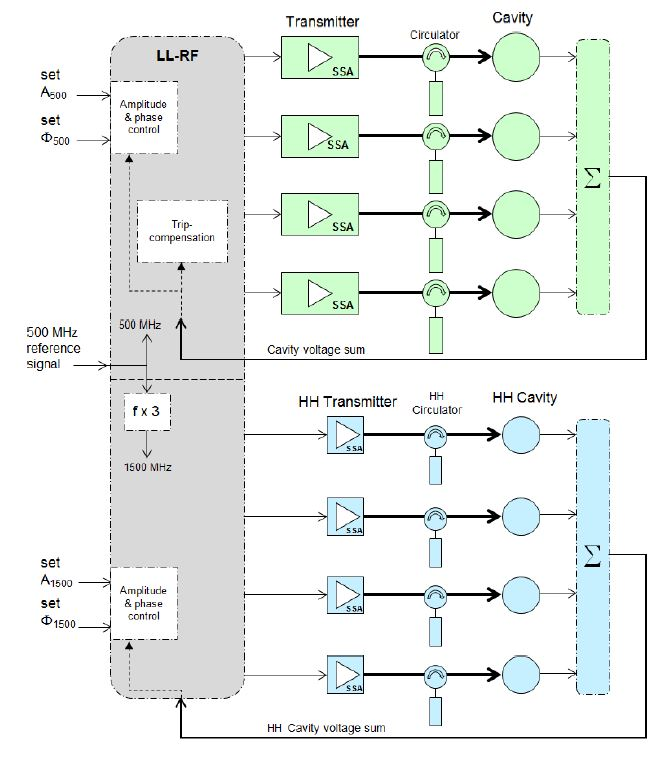 Transmitter
Circulator
Cavity
LL-RF
set
A500
Amplitude
& phase
control
set
Φ500
SSA
SSA
Trip-
compensation
SSA
SSA
500 MHz
500 MHz
reference
signal
Cavity voltage sum
Σ
f x 3
1500 MHz
HH Transmitter
HH
Circulator
HH Cavity
SSA
SSA
set
A1500
Amplitude
& phase
control
set
Φ1500
SSA
SSA
Σ
HH Cavity voltage sum